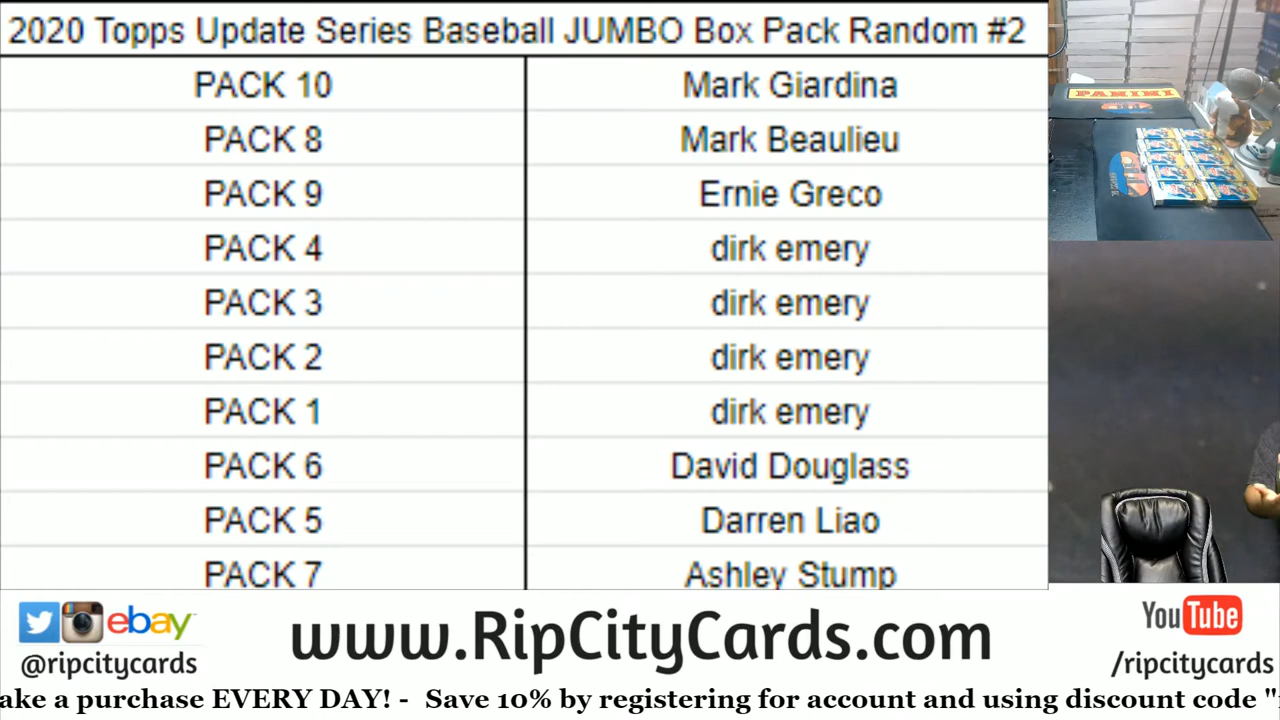 2020 Topps Update Series Baseball JUMBO Box Pack Random #2
PACK 10 Mark Giardina
PACK 8 Mark Beaulieu
PACK 9 Ernie Greco
PACK 4 dirk emery
PACK 3 dirk emery
PACK 2 dirk emery
PACK 1 dirk emery
PACK 6 David Douglass
PACK 5 Darren Liao
PACK 7 Ashley Stump
PANINI
ebay
@ripcitycards
www.RipCityCards.com
YouTube
/ripcitycards
ake a purchase EVERY DAY! - Save 10% by registering for account and using discount code "